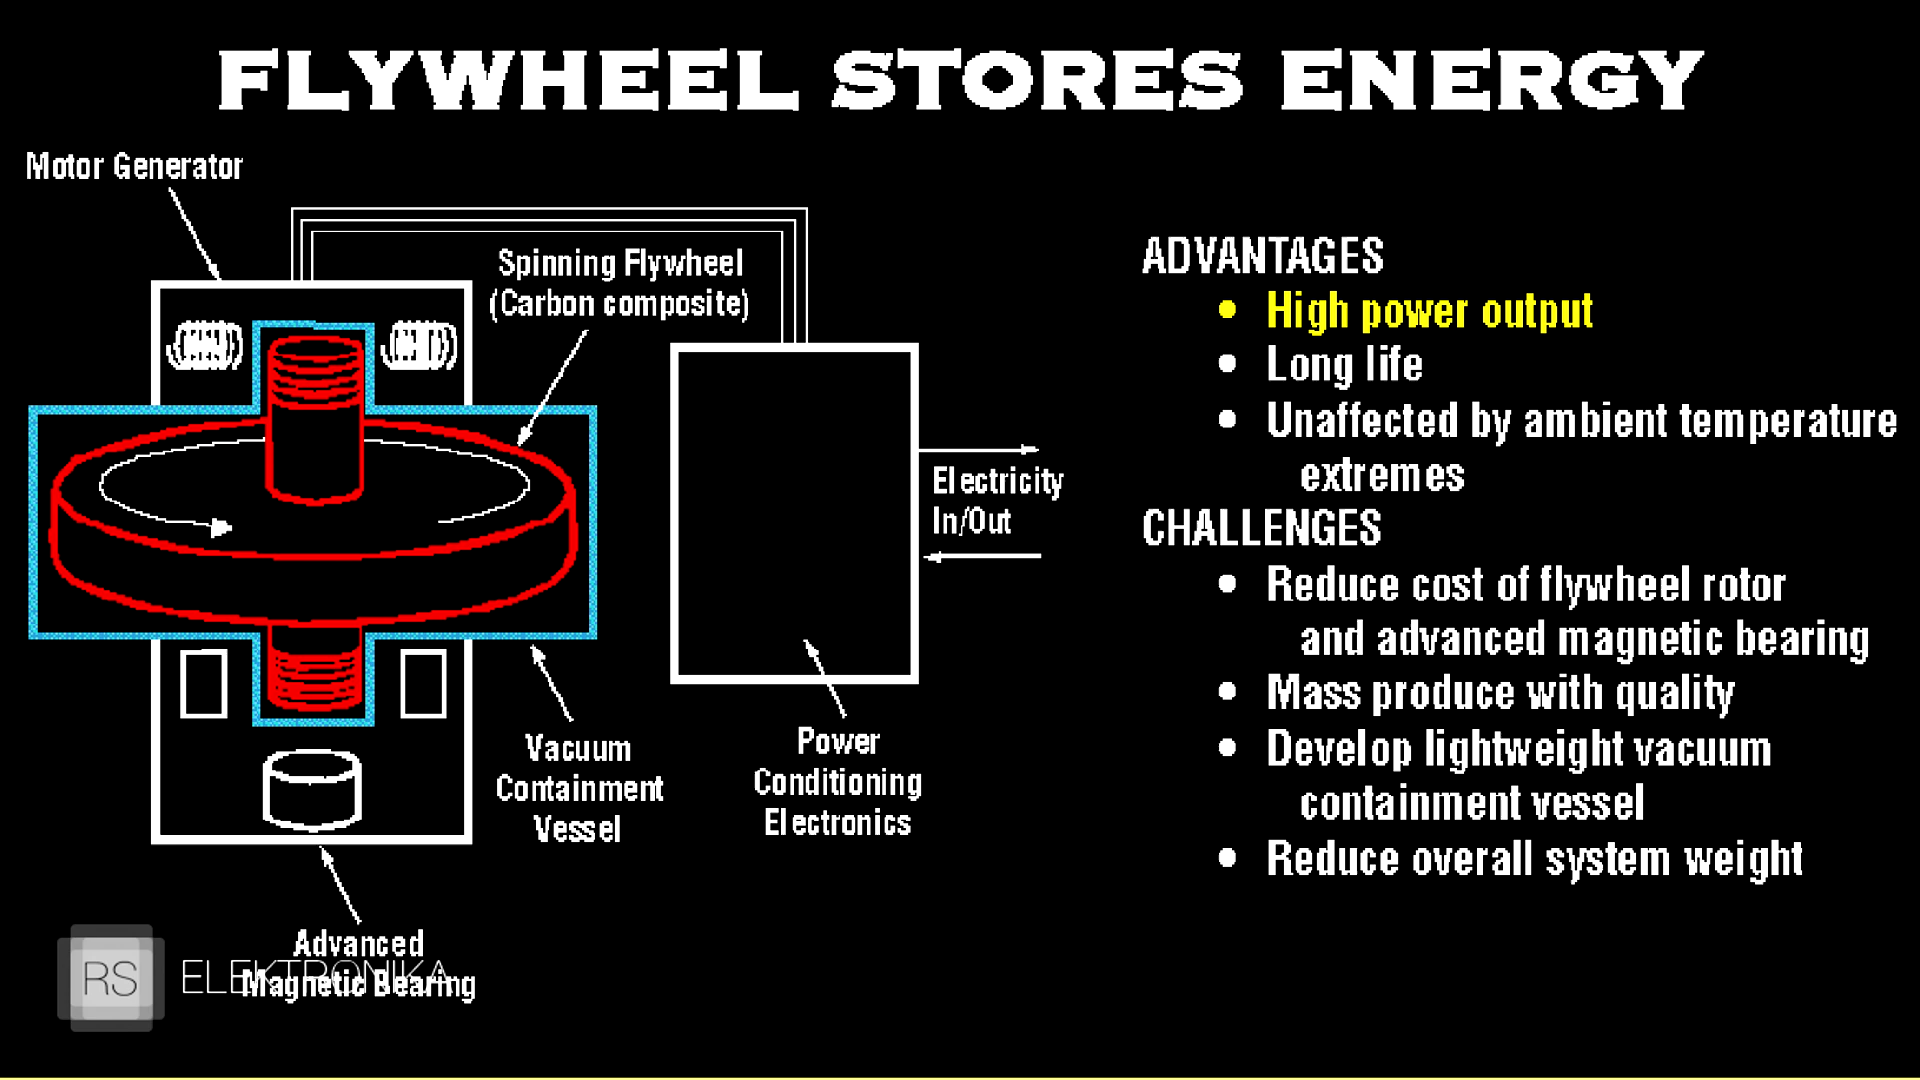 FLYWHEEL STORES ENERGY
Motor Generator
Spinning Flywheel
(Carbon composite)
Electricity
In/Out
Vacuum
Containment
Vessel
Power
Conditioning
Electronics
Advanced
Magnetic Bearing
RS ELEKTRONIKA
ADVANTAGES
• High power output
• Long life
• Unaffected by ambient temperature
extremes
CHALLENGES
• Reduce cost of flywheel rotor
and advanced magnetic bearing
• Mass produce with quality
• Develop lightweight vacuum
containment vessel
• Reduce overall system weight